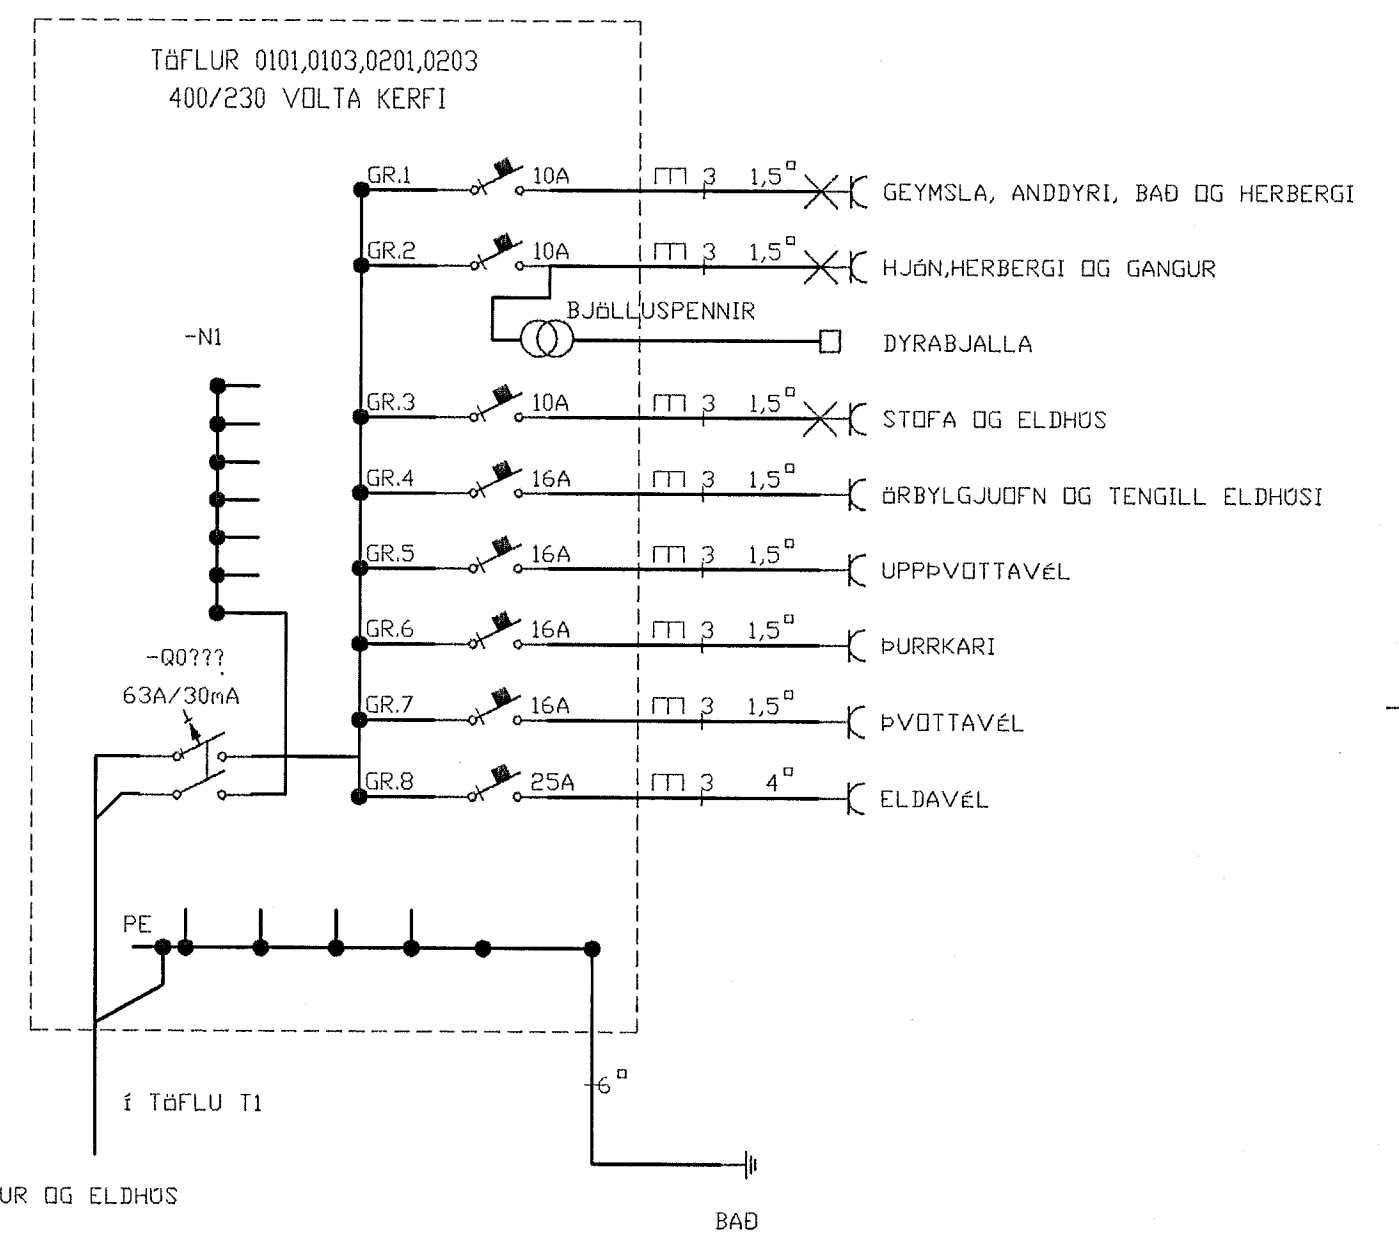 TÖFLUR 0101,0103,0201,0203
400/230 VOLTA KERFI
GR.1 10A 3 1,5 GEYMSLA, ANDDYRI, BAÐ OG HERBERGI
GR.2 10A 3 1,5 HJóN,HERBERGI OG GANGUR
BJÖLLUSPENNIR
-N1
DYRABJALLA
GR.3 10A 3 1,5 STOFA OG ELDHÚS
GR.4 16A 3 1,5 ÖRBYLGJUOFN OG TENGILL ELDHÚSI
GR.5 16A 3 1,5 UPPÞVOTTAVéL
GR.6 16A 3 1,5 ÞURRKARI
-Q0???
63A/30mA
GR.7 16A 3 1,5 ÞVOTTAVéL
GR.8 25A 3 4 ELDAVéL
PE
6
í TÖFLU T1
UR OG ELDHÚS
BAÐ